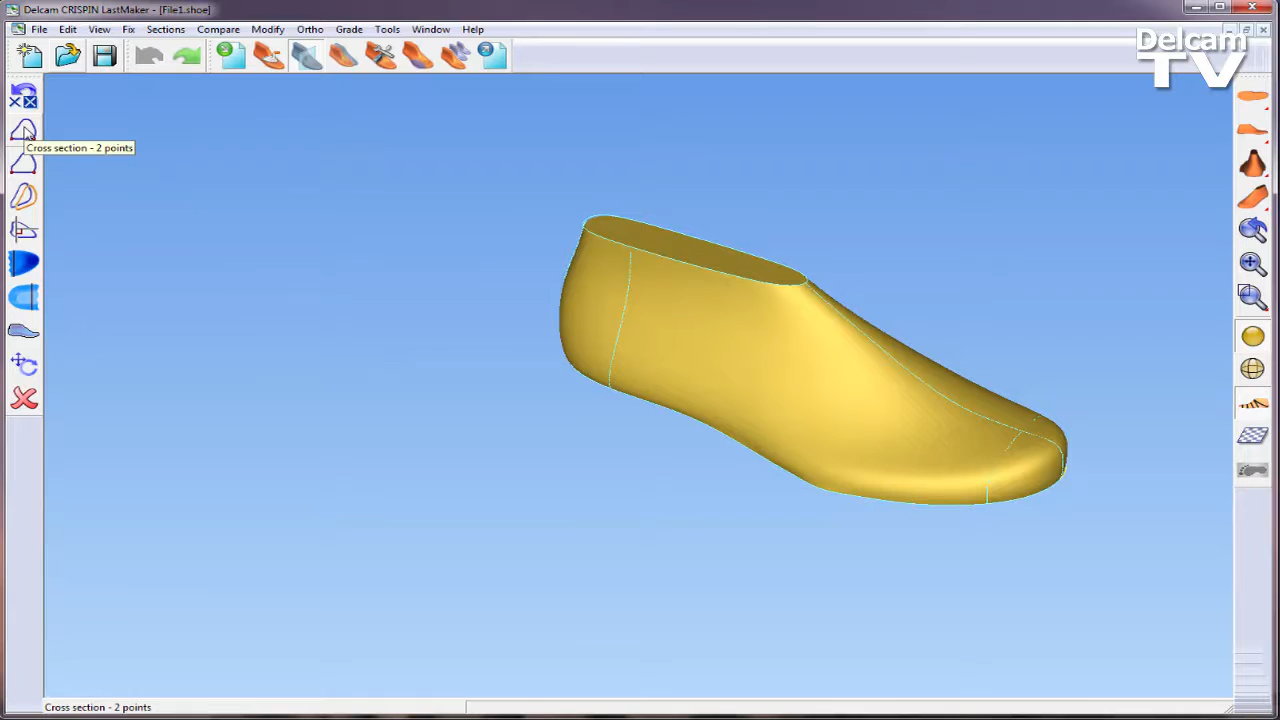 Delcam CRISPIN LastMaker - [File1.shoe]
File Edit View Fix Sections Compare Modify Ortho Grade Tools Window Help
Delcam
TV
Cross section - 2 points
Cross section - 2 points